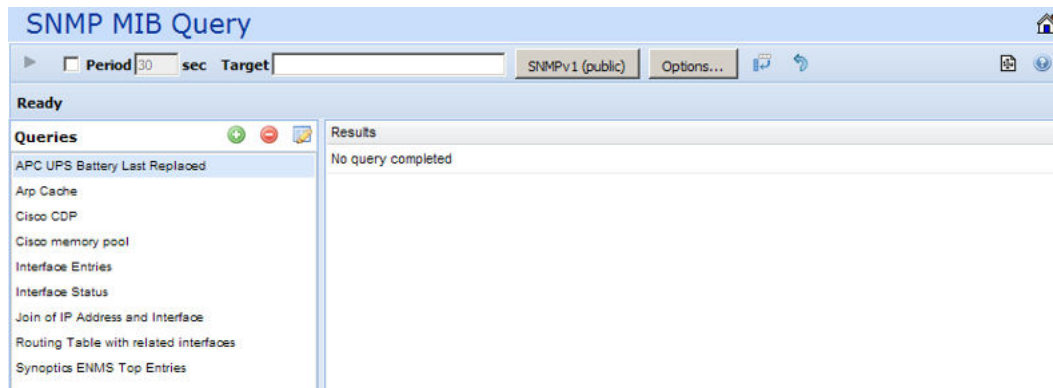 SNMP MIB Query
Period 30 sec Target SNMPv1 (public) Options...
Ready
Queries
APC UPS Battery Last Replaced
Arp Cache
Cisco CDP
Cisco memory pool
Interface Entries
Interface Status
Join of IP Address and Interface
Routing Table with related interfaces
Synoptics ENMS Top Entries
Results
No query completed